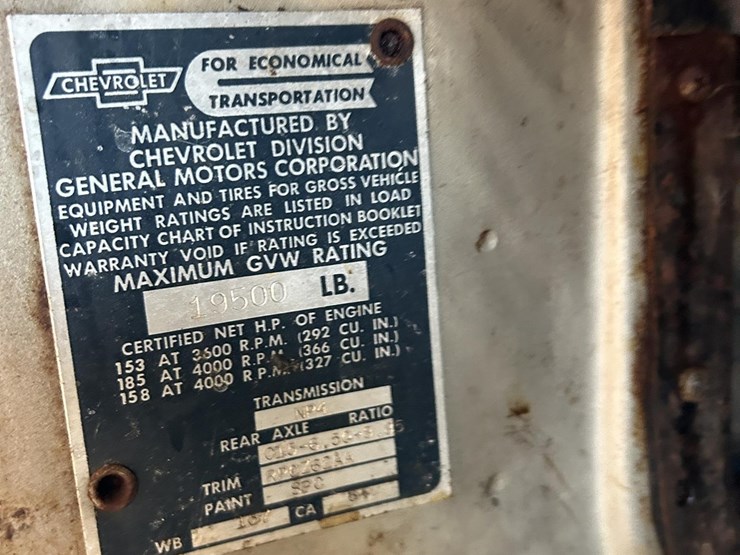 CHEVROLET
FOR ECONOMICAL
TRANSPORTATION
MANUFACTURED BY
CHEVROLET DIVISION
GENERAL MOTORS CORPORATION
EQUIPMENT AND TIRES FOR GROSS VEHICLE
WEIGHT RATINGS ARE LISTED IN LOAD
CAPACITY CHART OF INSTRUCTION BOOKLET
WARRANTY VOID IF RATING IS EXCEEDED
MAXIMUM GVW RATING
19500 LB.
CERTIFIED NET H.P. OF ENGINE
153 AT 3600 R.P.M. (292 CU. IN.)
185 AT 4000 R.P.M. (366 CU. IN.)
158 AT 4000 R.P.M. (327 CU. IN.)
TRANSMISSION
REAR AXLE RATIO
TRIM
PAINT
WB CA